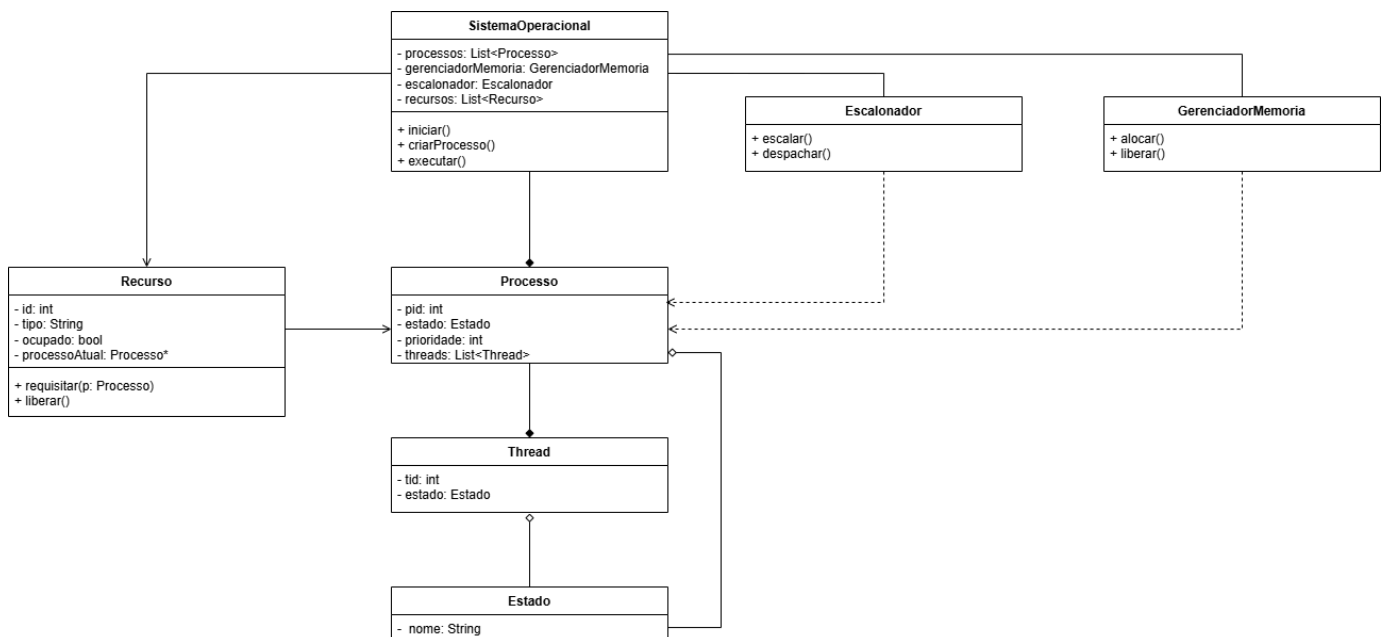 SistemaOperacional
- processos: List<Processo>
- gerenciadorMemoria: GerenciadorMemoria
- escalonador: Escalonador
- recursos: List<Recurso>
+ iniciar()
+ criarProcesso()
+ executar()
Escalonador
+ escalar()
+ despachar()
GerenciadorMemoria
+ alocar()
+ liberar()
Recurso
- id: int
- tipo: String
- ocupado: bool
- processoAtual: Processo*
+ requisitar(p: Processo)
+ liberar()
Processo
- pid: int
- estado: Estado
- prioridade: int
- threads: List<Thread>
Thread
- tid: int
- estado: Estado
Estado
- nome: String